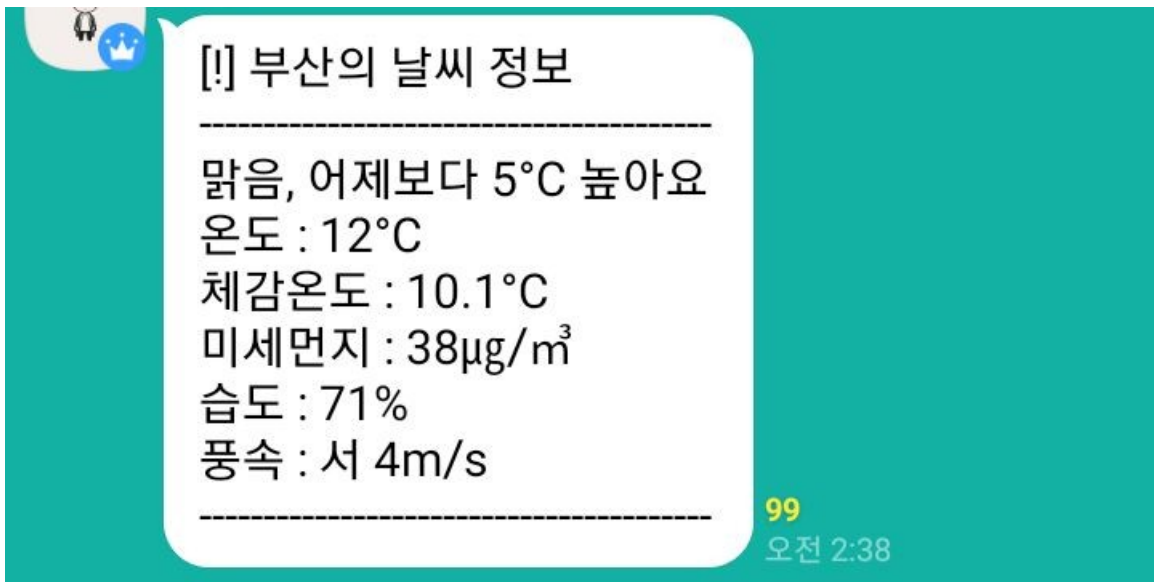 [!] 부산의 날씨 정보
----------------------------------------
맑음, 어제보다 5°C 높아요
온도 : 12°C
체감온도 : 10.1°C
미세먼지 : 38㎍/㎥
습도 : 71%
풍속 : 서 4m/s
----------------------------------------
99
오전 2:38